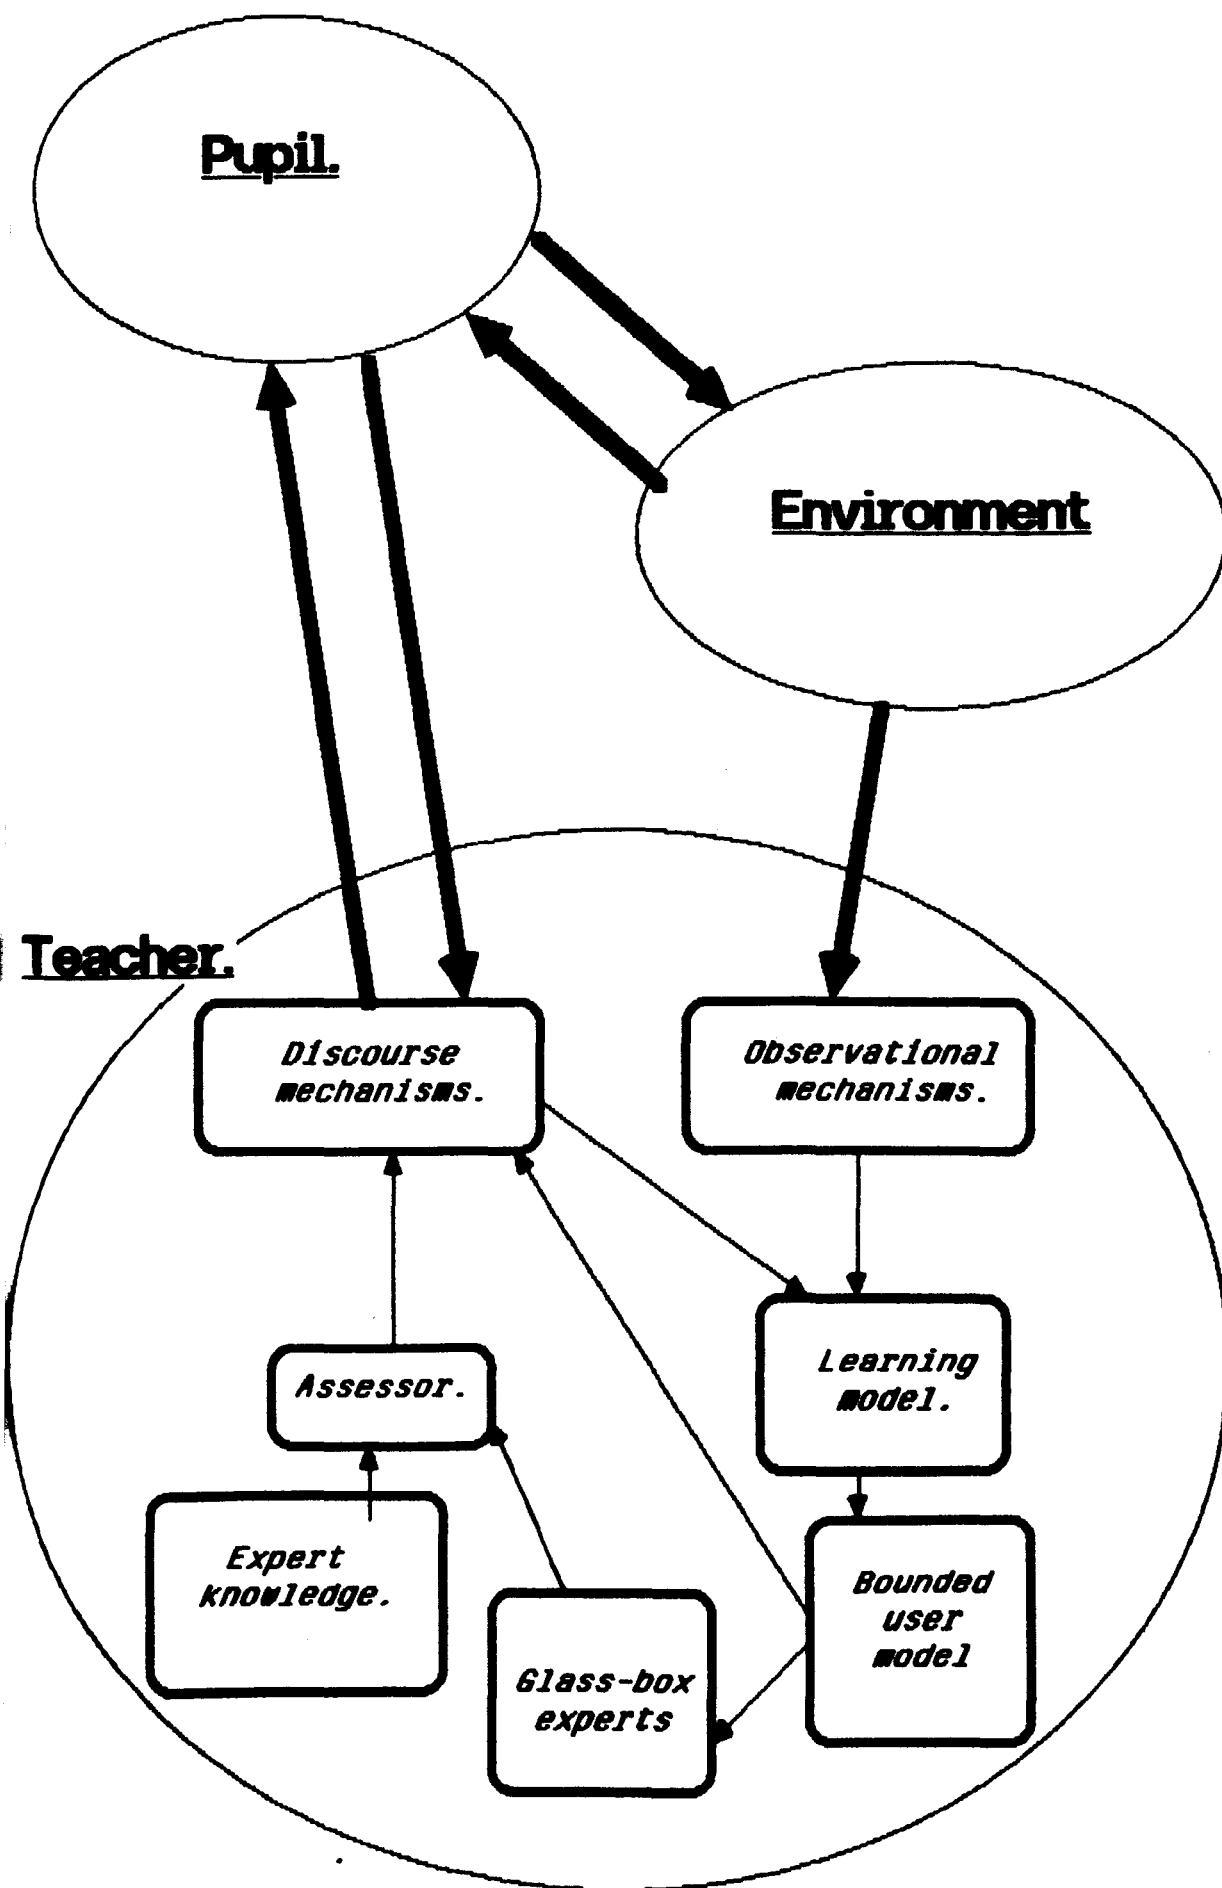 Pupil.
Environment
Teacher.
Discourse
mechanisms.
Observational
mechanisms.
Learning
model.
Assessor.
Expert
knowledge.
Bounded
user
model
Glass-box
experts